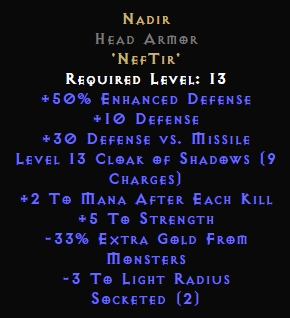 Nadir
Head Armor
'NefTir'
Required Level: 13
+50% Enhanced Defense
+10 Defense
+30 Defense vs. Missile
Level 13 Cloak of Shadows (9
Charges)
+2 To Mana After Each Kill
+5 To Strength
-33% Extra Gold From
Monsters
-3 To Light Radius
Socketed (2)